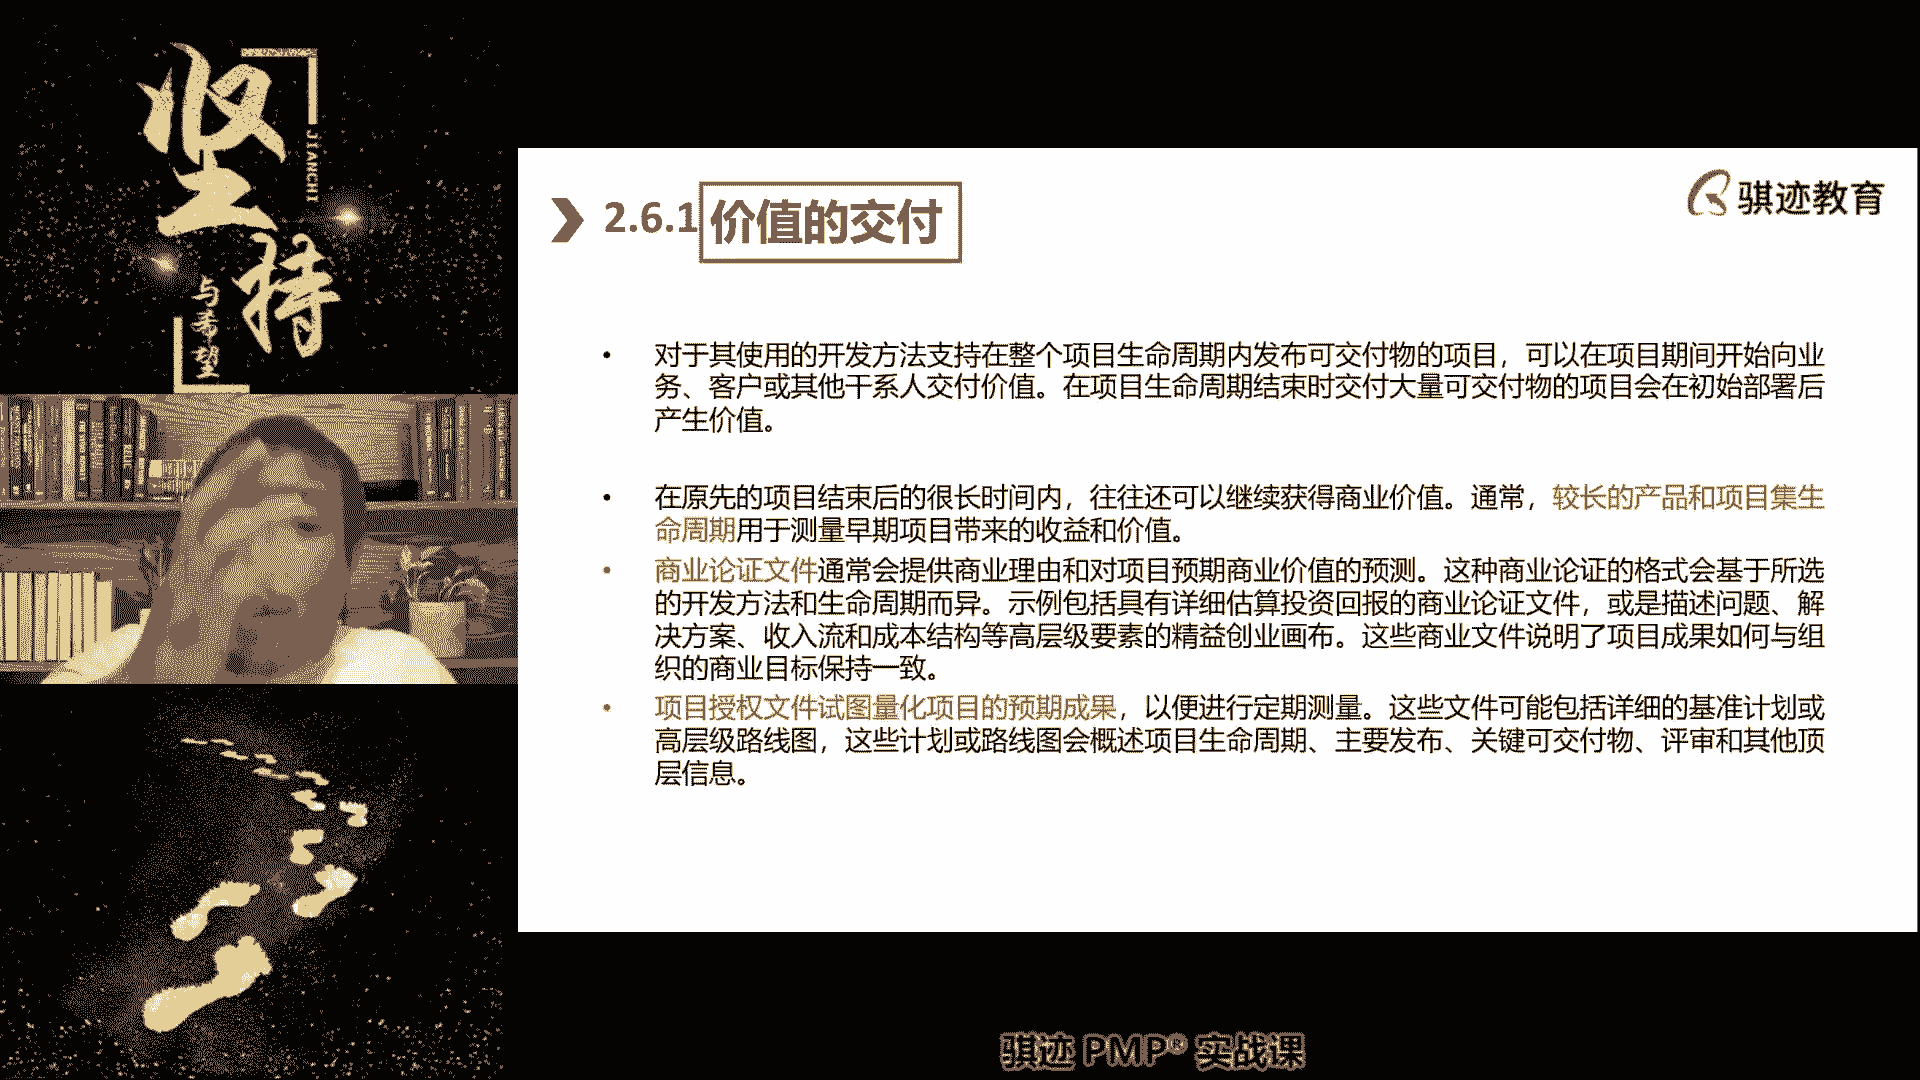 坚持
JIANCHI
与希望
骐迹教育
2.6.1 价值的交付
• 对于其使用的开发方法支持在整个项目生命周期内发布可交付物的项目，可以在项目期间开始向业
务、客户或其他干系人交付价值。在项目生命周期结束时交付大量可交付物的项目会在初始部署后
产生价值。
• 在原先的项目结束后的很长时间内，往往还可以继续获得商业价值。通常，较长的产品和项目集生
命周期用于测量早期项目带来的收益和价值。
• 商业论证文件通常会提供商业理由和对项目预期商业价值的预测。这种商业论证的格式会基于所选
的开发方法和生命周期而异。示例包括具有详细估算投资回报的商业论证文件，或是描述问题、解
决方案、收入流和成本结构等高层级要素的精益创业画布。这些商业文件说明了项目成果如何与组
织的商业目标保持一致。
• 项目授权文件试图量化项目的预期成果，以便进行定期测量。这些文件可能包括详细的基准计划或
高层级路线图，这些计划或路线图会概述项目生命周期、主要发布、关键可交付物、评审和其他顶
层信息。
骐迹 PMP® 实战课